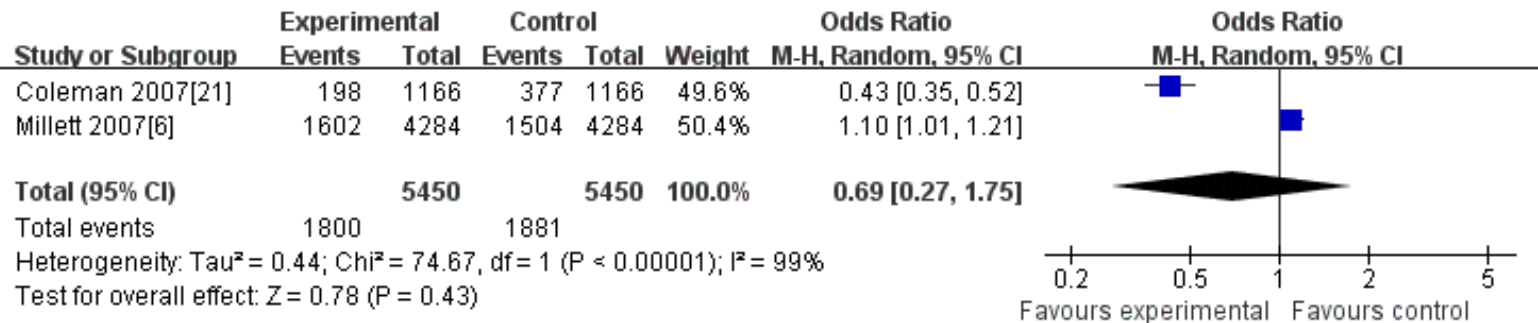 Experimental Control Odds Ratio Odds Ratio
Study or Subgroup Events Total Events Total Weight M-H, Random, 95% CI M-H, Random, 95% CI
Coleman 2007[21] 198 1166 377 1166 49.6% 0.43 [0.35, 0.52]
Millett 2007[6] 1602 4284 1504 4284 50.4% 1.10 [1.01, 1.21]
Total (95% CI) 5450 5450 100.0% 0.69 [0.27, 1.75]
Total events 1800 1881
Heterogeneity: Tau² = 0.44; Chi² = 74.67, df = 1 (P < 0.00001); I² = 99%
Test for overall effect: Z = 0.78 (P = 0.43)
0.2 0.5 1 2 5
Favours experimental Favours control